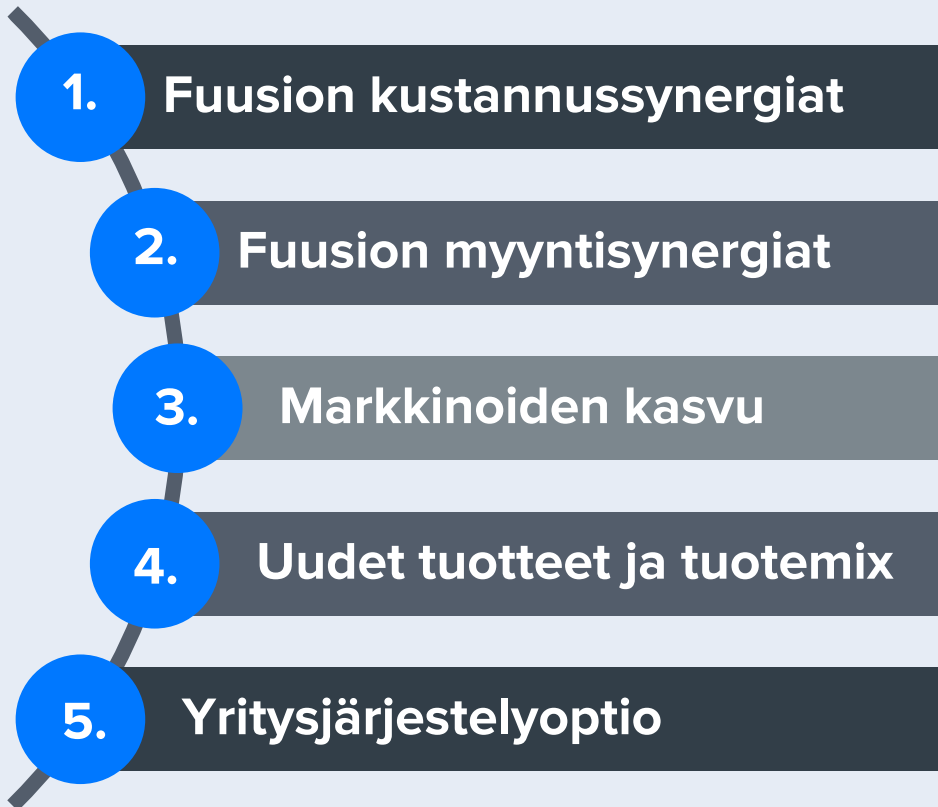 1. Fuusion kustannussynergiat
2. Fuusion myyntisynergiat
3. Markkinoiden kasvu
4. Uudet tuotteet ja tuotemix
5. Yritysjärjestelyoptio